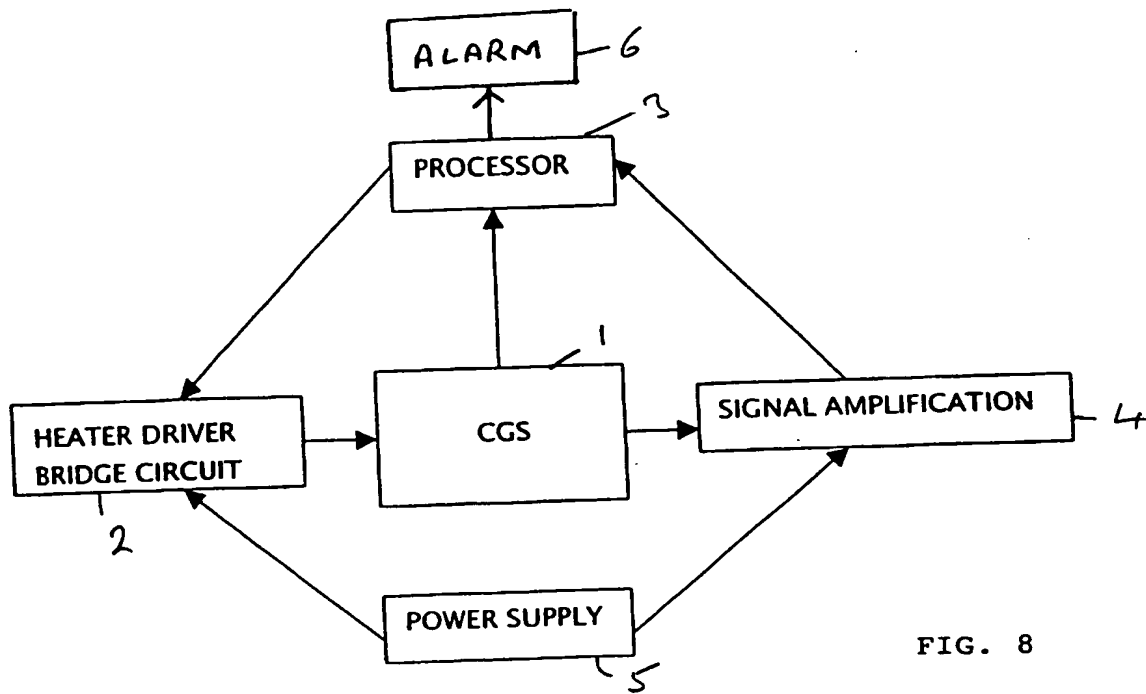 ALARM
6
3
PROCESSOR
1
CGS
SIGNAL AMPLIFICATION
4
HEATER DRIVER
BRIDGE CIRCUIT
2
POWER SUPPLY
5
FIG. 8